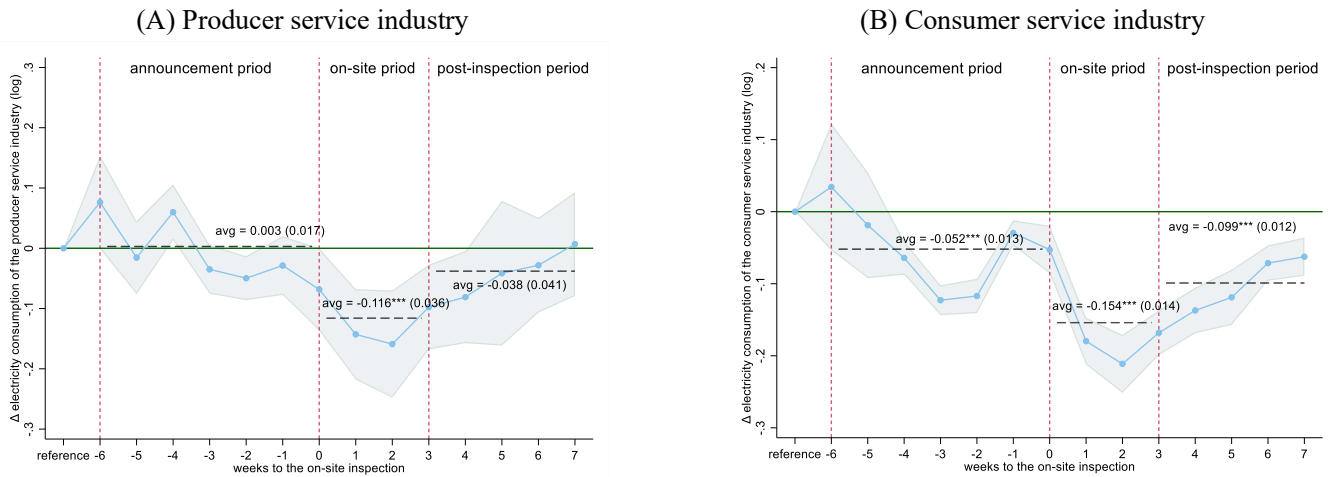 (A) Producer service industry
announcement priod
on-site priod
post-inspection period
Δ electricity consumption of the producer service industry (log)
.3
.2
.1
0
-.1
-.2
-.3
avg = 0.003 (0.017)
avg = -0.116*** (0.036)
avg = -0.038 (0.041)
reference -6 -5 -4 -3 -2 -1 0 1 2 3 4 5 6 7
weeks to the on-site inspection
(B) Consumer service industry
announcement priod
on-site priod
post-inspection period
Δ electricity consumption of the consumer service industry (log)
.2
.1
0
-.1
-.2
-.3
avg = -0.052*** (0.013)
avg = -0.154*** (0.014)
avg = -0.099*** (0.012)
reference -6 -5 -4 -3 -2 -1 0 1 2 3 4 5 6 7
weeks to the on-site inspection